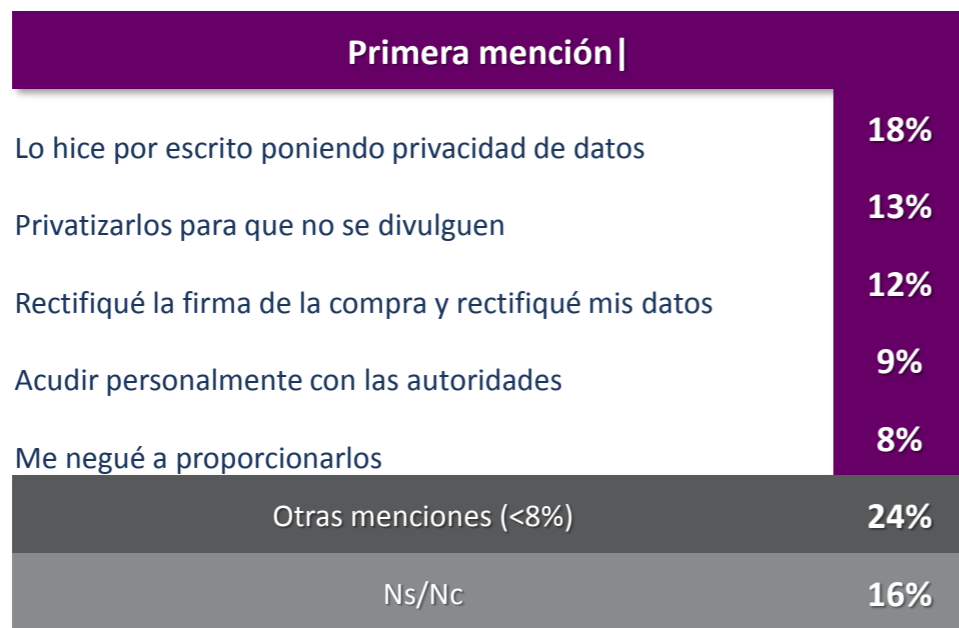 Primera mención|
Lo hice por escrito poniendo privacidad de datos 18%
Privatizarlos para que no se divulguen 13%
Rectifiqué la firma de la compra y rectifiqué mis datos 12%
Acudir personalmente con las autoridades 9%
Me negué a proporcionarlos 8%
Otras menciones (<8%) 24%
Ns/Nc 16%